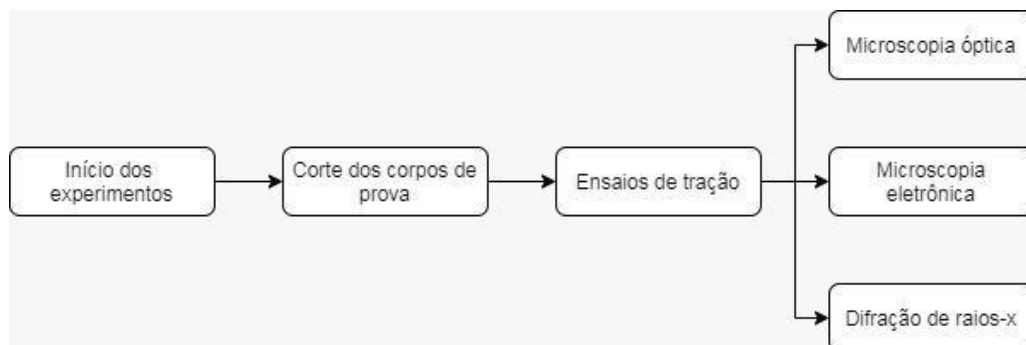 Microscopia óptica
Início dos
experimentos
Corte dos corpos de
prova
Ensaios de tração
Microscopia
eletrônica
Difração de raios-x